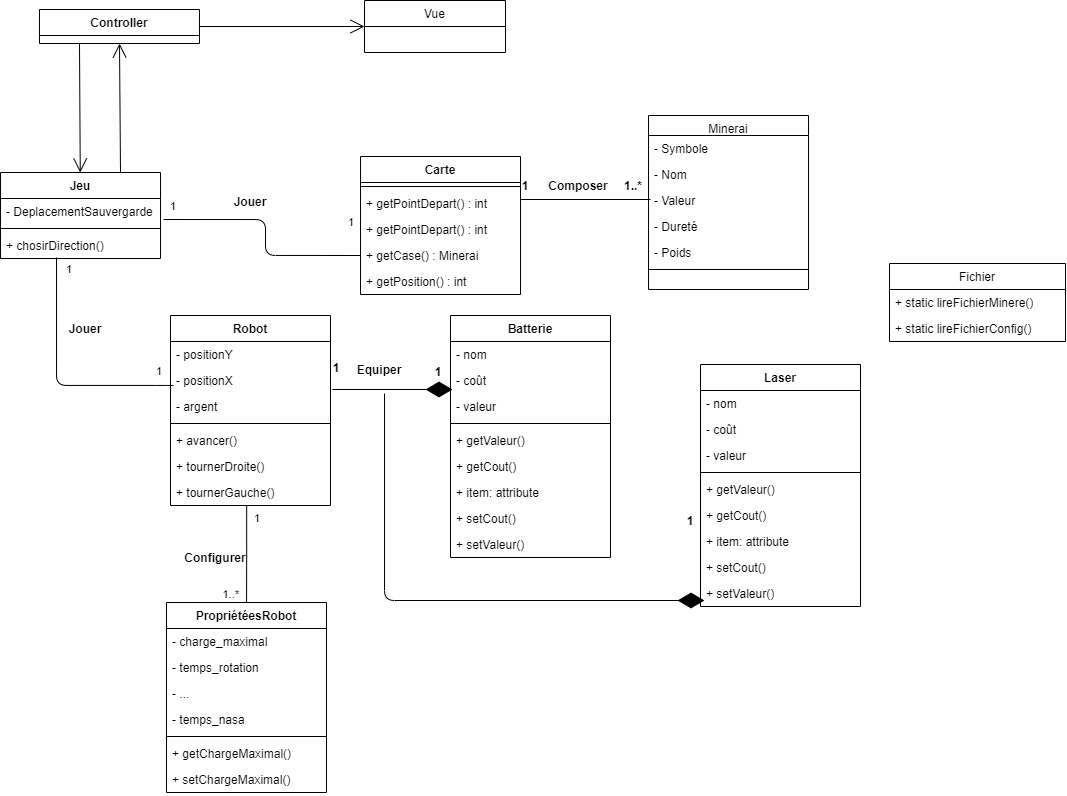 Controller
Vue
Jeu
- DeplacementSauvergarde
+ chosirDirection()
1
Jouer
1
Carte
+ getPointDepart() : int
+ getPointDepart() : int
+ getCase() : Minerai
+ getPosition() : int
1
Composer
1..*
Minerai
- Symbole
- Nom
- Valeur
- Dureté
- Poids
Fichier
+ static lireFichierMinere()
+ static lireFichierConfig()
1
Jouer
1
Robot
- positionY
- positionX
- argent
+ avancer()
+ tournerDroite()
+ tournerGauche()
1
Equiper
1
Batterie
- nom
- coût
- valeur
+ getValeur()
+ getCout()
+ item: attribute
+ setCout()
+ setValeur()
Laser
- nom
- coût
- valeur
1
+ getValeur()
+ getCout()
+ item: attribute
+ setCout()
+ setValeur()
1
Configurer
1..*
PropriétéesRobot
- charge_maximal
- temps_rotation
- ...
- temps_nasa
+ getChargeMaximal()
+ setChargeMaximal()